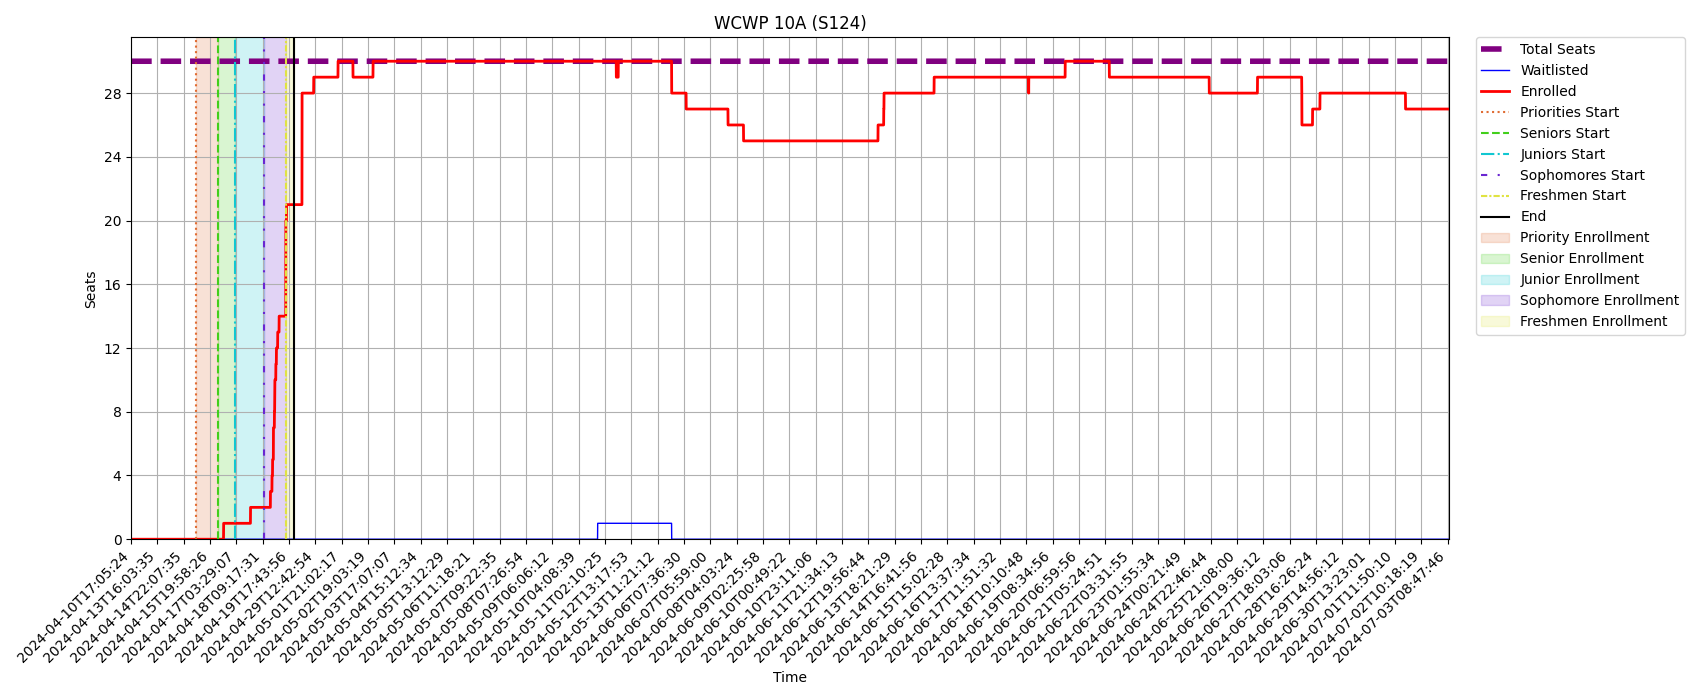 WCWP 10A (S124)
Total Seats
Waitlisted
Enrolled
Priorities Start
Seniors Start
Juniors Start
Sophomores Start
Freshmen Start
End
Priority Enrollment
Senior Enrollment
Junior Enrollment
Sophomore Enrollment
Freshmen Enrollment
Seats
28
24
20
16
12
8
4
0
2024-04-10T17:05:24
2024-04-13T16:03:35
2024-04-14T22:07:35
2024-04-15T19:58:26
2024-04-17T03:29:07
2024-04-18T09:17:31
2024-04-19T17:43:56
2024-04-29T12:42:54
2024-05-01T21:02:17
2024-05-02T19:03:19
2024-05-03T17:07:07
2024-05-04T15:12:34
2024-05-05T13:12:29
2024-05-06T11:18:21
2024-05-07T09:22:35
2024-05-08T07:26:54
2024-05-09T06:06:12
2024-05-10T04:08:39
2024-05-11T02:10:25
2024-05-12T13:17:53
2024-05-13T11:21:12
2024-06-06T07:36:30
2024-06-07T05:59:00
2024-06-08T04:03:24
2024-06-09T02:25:58
2024-06-10T00:49:22
2024-06-10T23:11:06
2024-06-11T21:34:13
2024-06-12T19:56:44
2024-06-13T18:21:29
2024-06-14T16:41:56
2024-06-15T15:02:28
2024-06-16T13:37:34
2024-06-17T11:51:32
2024-06-18T10:10:48
2024-06-19T08:34:56
2024-06-20T06:59:56
2024-06-21T05:24:51
2024-06-22T03:31:55
2024-06-23T01:55:34
2024-06-24T00:21:49
2024-06-24T22:46:44
2024-06-25T21:08:00
2024-06-26T19:36:12
2024-06-27T18:03:06
2024-06-28T16:26:24
2024-06-29T14:56:12
2024-06-30T13:23:01
2024-07-01T11:50:10
2024-07-02T10:18:19
2024-07-03T08:47:46
Time